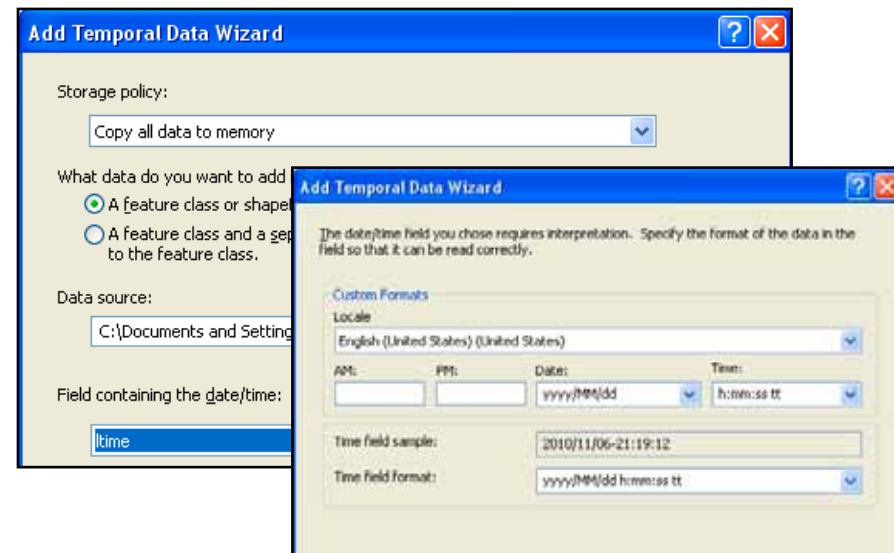 Add Temporal Data Wizard
Storage policy:
Copy all data to memory
What data do you want to add
A feature class or shapef
A feature class and a sep
to the feature class.
Data source:
C:\Documents and Setting
Field containing the date/time:
ltime
Add Temporal Data Wizard
The date/time field you chose requires interpretation. Specify the format of the data in the
field so that it can be read correctly.
Custom Formats
Locale
English (United States) (United States)
AM: PM: Date: Time:
yyyy/MM/dd h:mm:ss tt
Time field sample: 2010/11/06-21:19:12
Time field format: yyyy/MM/dd h:mm:ss tt